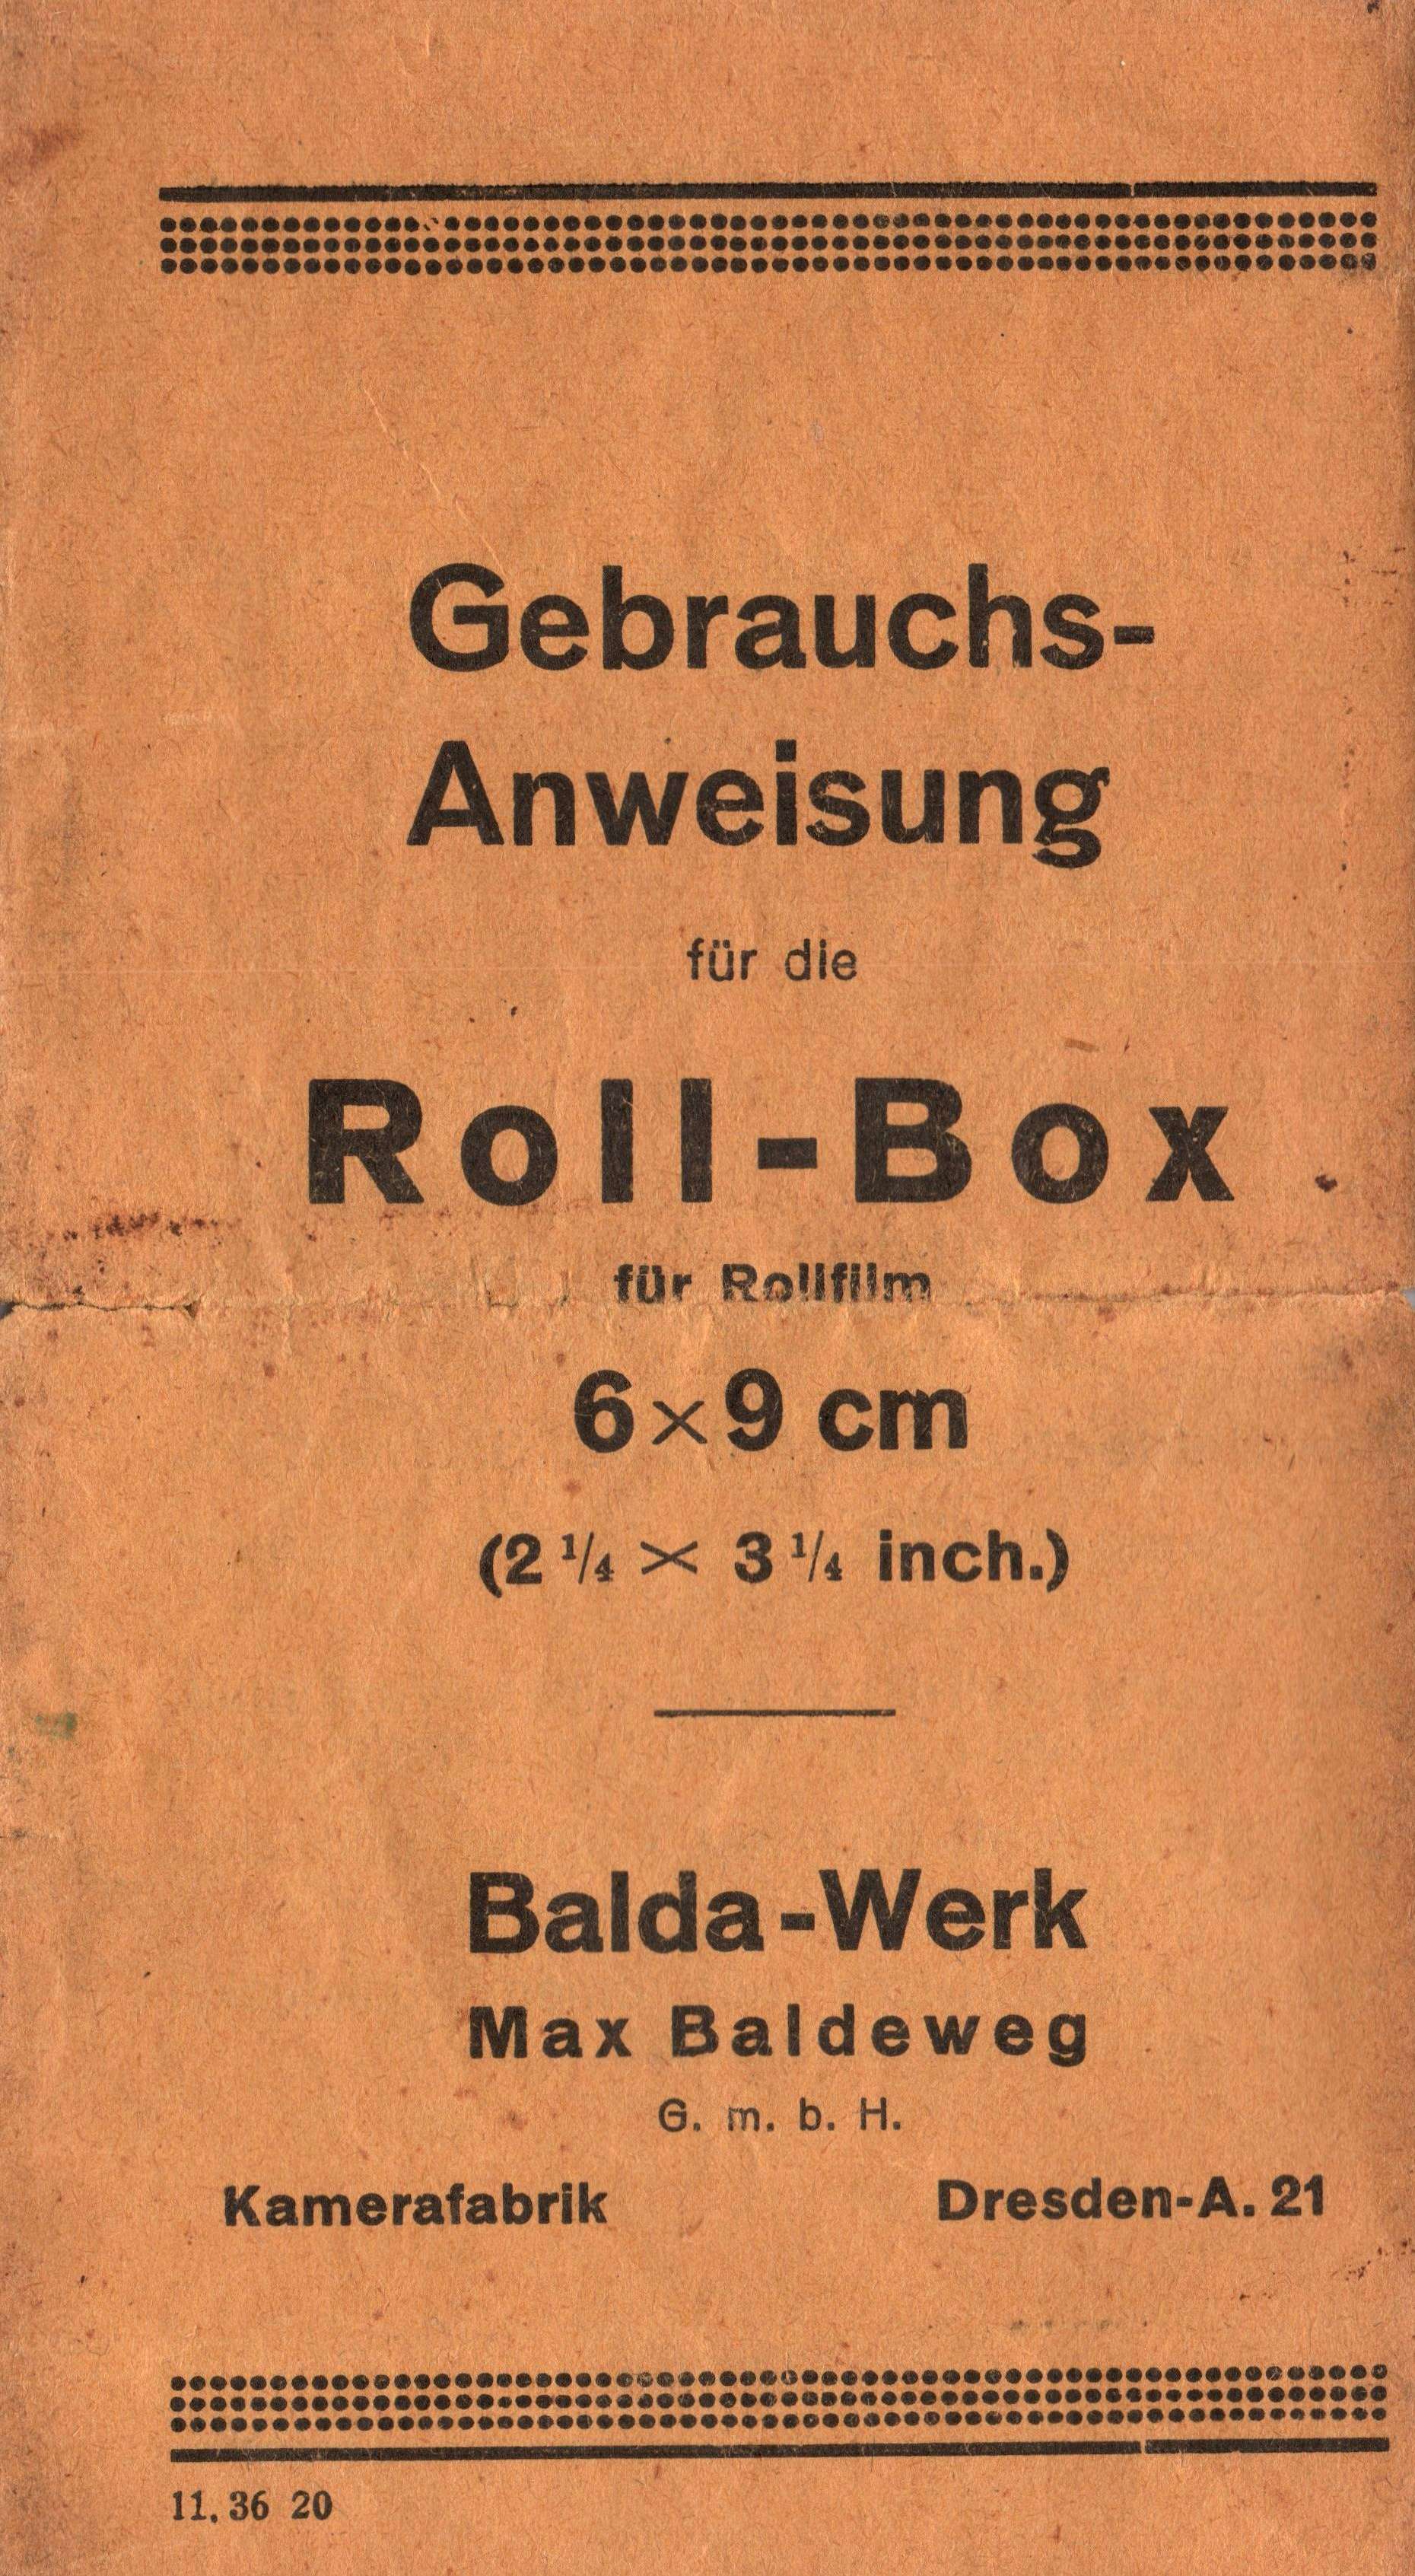 Gebrauchs-
Anweisung
für die
Roll-Box
für Rollfilm
6×9 cm
(2 1/4 × 3 1/4 inch.)
Balda-Werk
Max Baldeweg
G. m. b. H.
Kamerafabrik Dresden-A. 21
11. 36 20